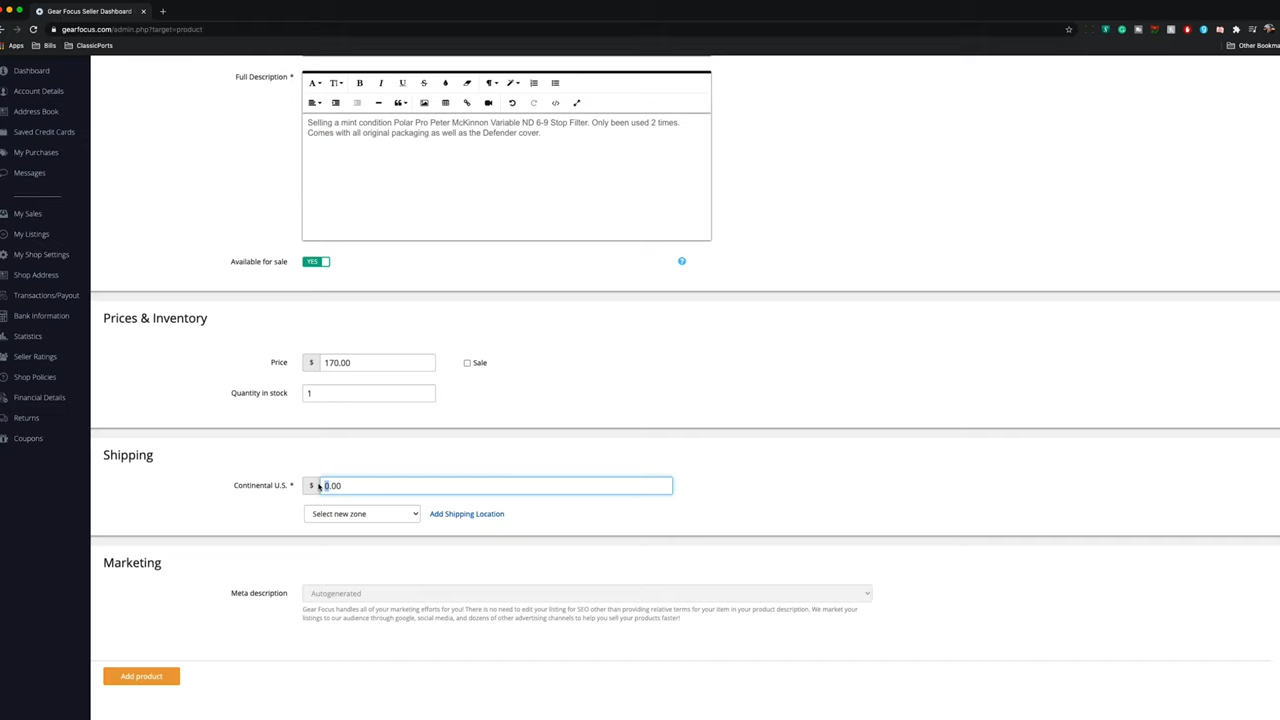 Gear Focus Seller Dashboard
gearfocus.com/admin.php?target=product
Apps
Bills
ClassicPorts
Other Bookma
Dashboard
Account Details
Address Book
Saved Credit Cards
My Purchases
Messages
My Sales
My Listings
My Shop Settings
Shop Address
Transactions/Payout
Bank Information
Statistics
Seller Ratings
Shop Policies
Financial Details
Returns
Coupons
Full Description *
Selling a mint condition Polar Pro Peter McKinnon Variable ND 6-9 Stop Filter. Only been used 2 times.
Comes with all original packaging as well as the Defender cover.
Available for sale
YES
Prices & Inventory
Price
$ 170.00
Sale
Quantity in stock
1
Shipping
Continental U.S. *
$ 0.00
Select new zone
Add Shipping Location
Marketing
Meta description
Autogenerated
Gear Focus handles all of your marketing efforts for you! There is no need to edit your listing for SEO other than providing relative terms for your item in your product description. We market your
listings to our audience through google, social media, and dozens of other advertising channels to help you sell your products faster!
Add product